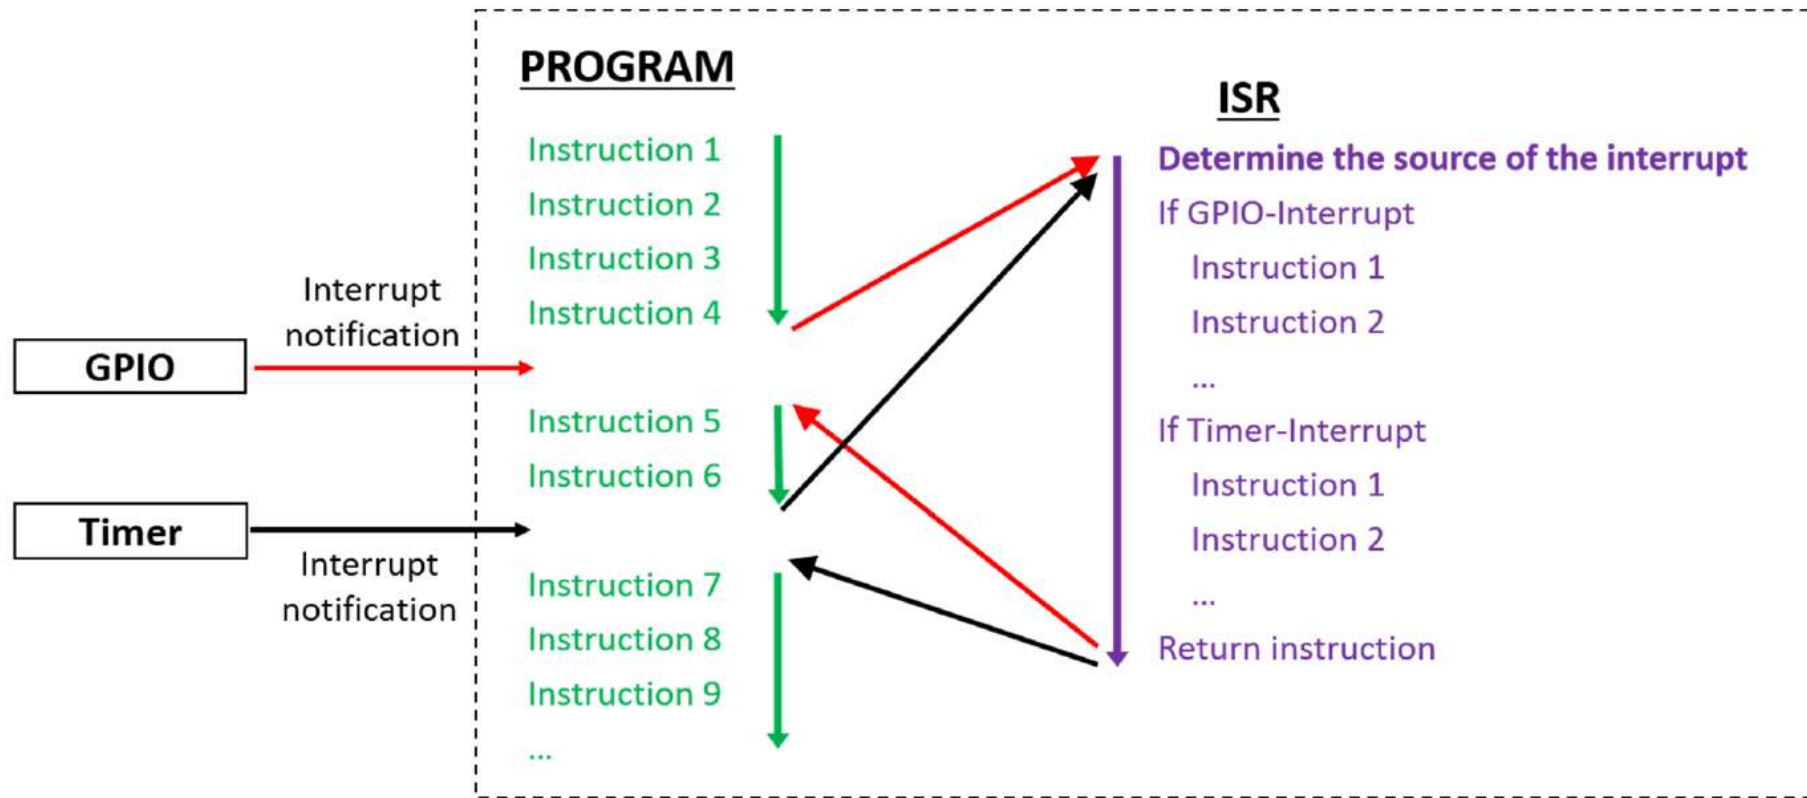 PROGRAM
Instruction 1
Instruction 2
Instruction 3
Instruction 4
Instruction 5
Instruction 6
Instruction 7
Instruction 8
Instruction 9
...
Interrupt
notification
GPIO
Timer
Interrupt
notification
ISR
Determine the source of the interrupt
If GPIO-Interrupt
Instruction 1
Instruction 2
...
If Timer-Interrupt
Instruction 1
Instruction 2
...
Return instruction